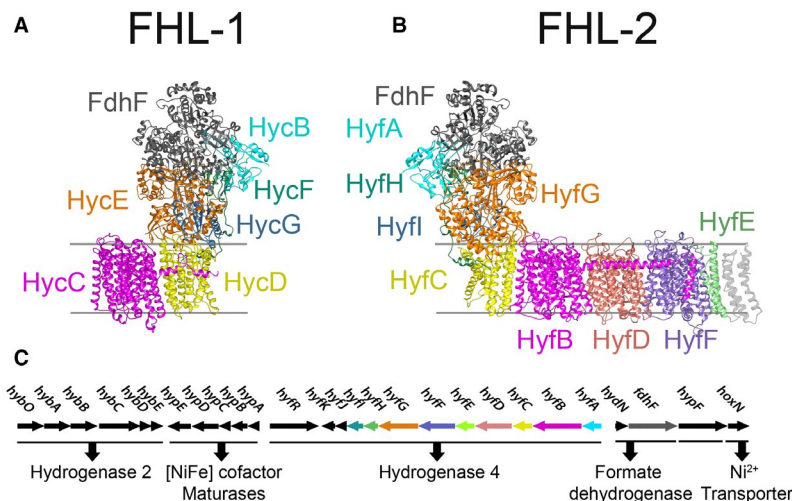 A
FHL-1
B
FHL-2
FdhF
HycB
HycF
HycE
HycG
HycC
HycD
FdhF
HyfA
HyfH
HyfG
HyfI
HyfE
HyfC
HyfB
HyfD
HyfF
C
hybO hybA hybB hybC hybD hybE hypE hypD hypC hypB hypA hyfR hyfK hyfJ hyfI hyfH hyfG hyfF hyfE hyfD hyfC hyfB hyfA hydN fdhF hypF hoxN
Hydrogenase 2
[NiFe] cofactor
Maturases
Hydrogenase 4
Formate
dehydrogenase
Ni²⁺
Transporter